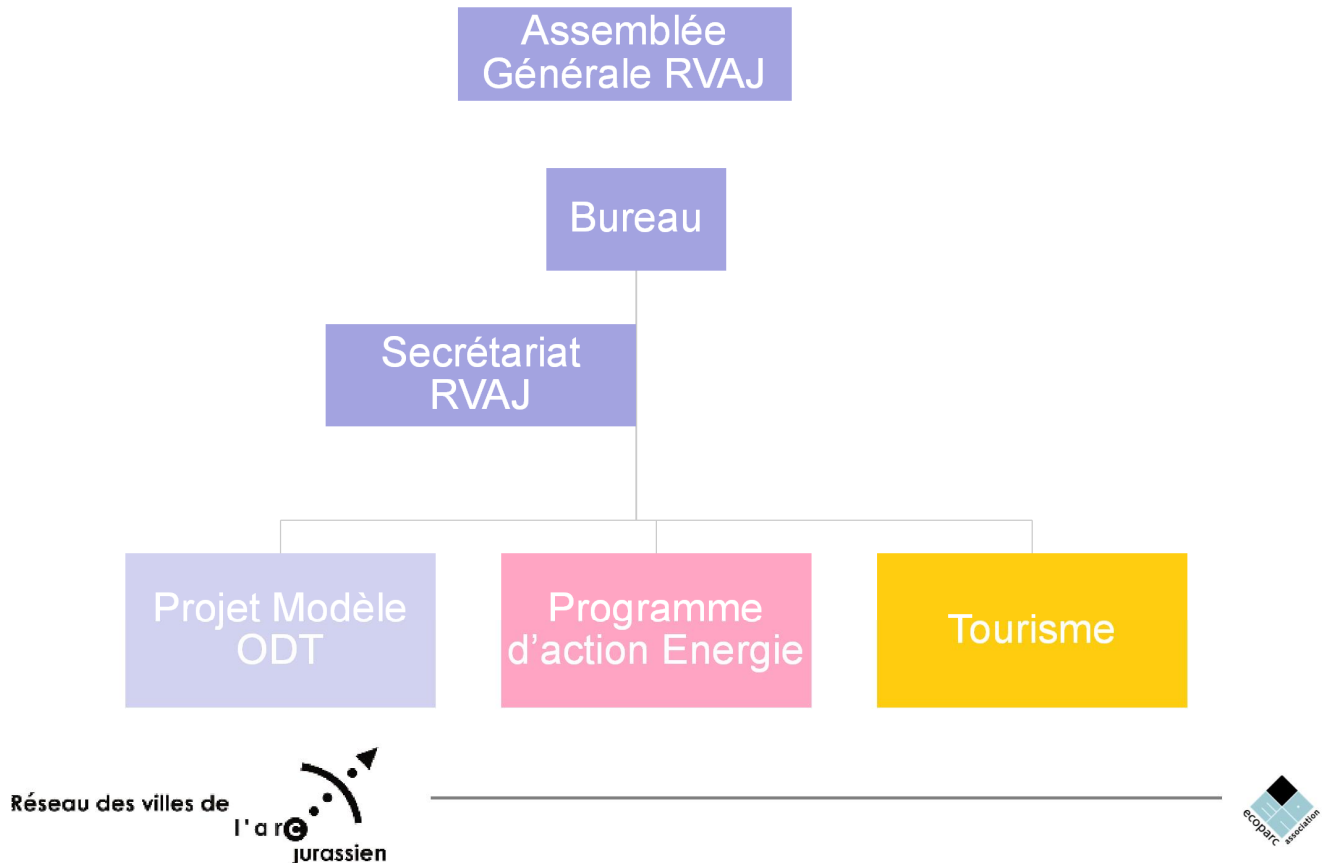 Assemblée
Générale RVAJ
Bureau
Secrétariat
RVAJ
Projet Modèle
ODT
Programme
d’action Energie
Tourisme
Réseau des villes de
l'arc
jurassien
ecoparc
association